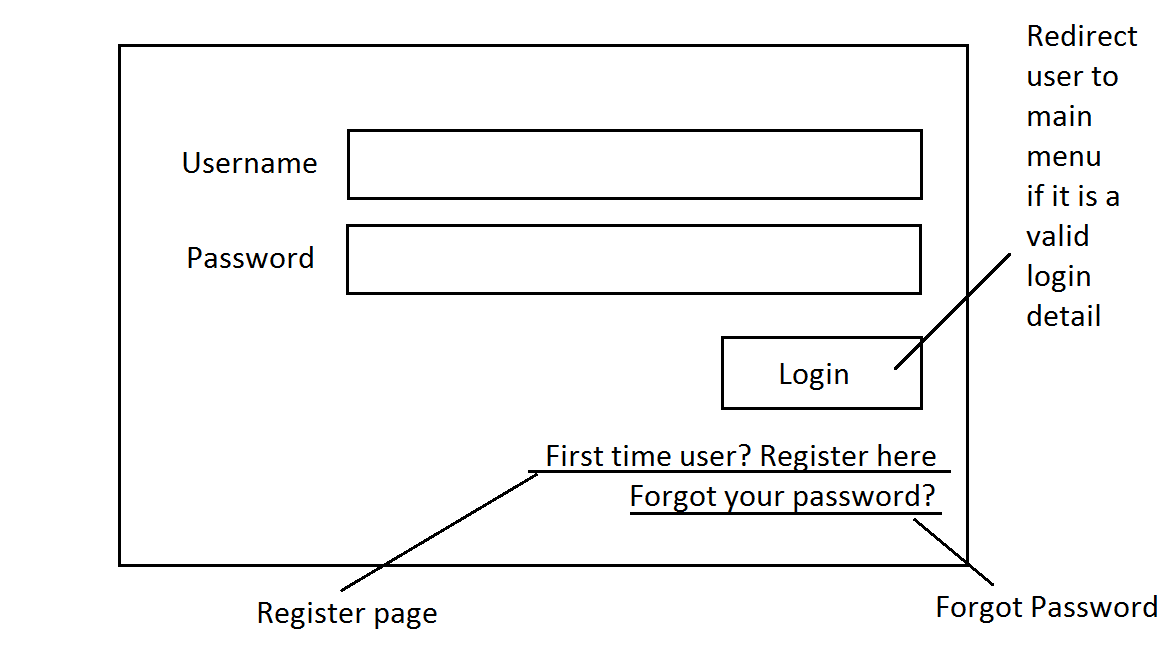 Redirect
user to
main
menu
if it is a
valid
login
detail
Username
Password
Login
First time user? Register here
Forgot your password?
Register page
Forgot Password